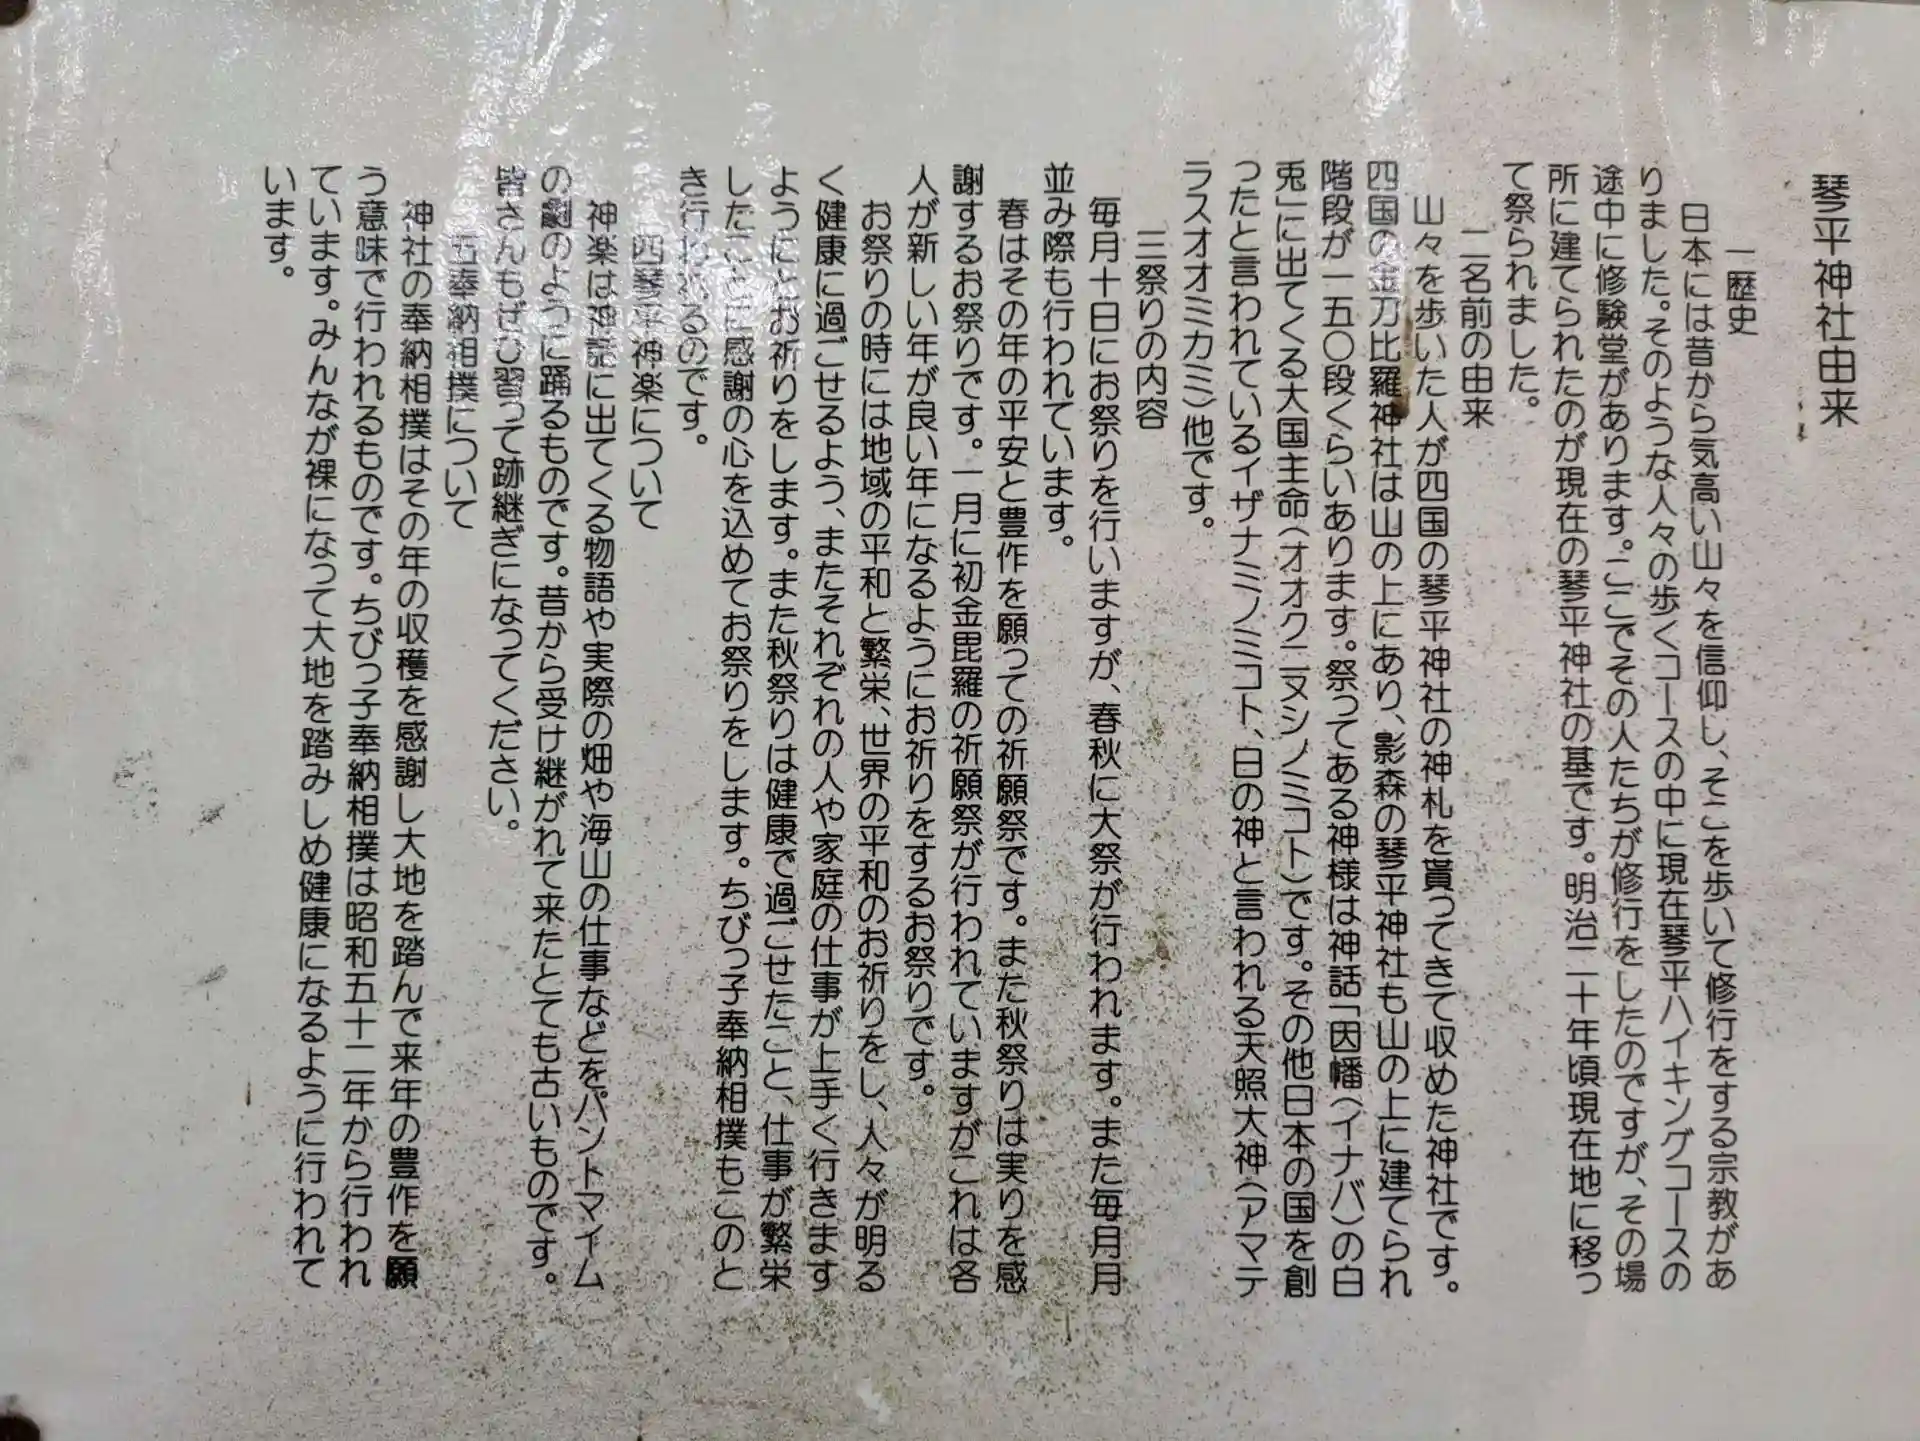 琴平神社由来
一歴史
日本には昔から気高い山々を信仰し、そこを歩いて修行をする宗教があ
りました。そのような人々の歩くコースの中に現在琴平ハイキングコースの
途中に修験堂があります。ここでその人たちが修行をしたのですが、その場
所に建てられたのが現在の琴平神社の基です。明治二十年頃現在地に移っ
て祭られました。
二名前の由来
山々を歩いた人が四国の琴平神社の神札を貰ってきて収めた神社です。
四国の金刀比羅神社は山の上にあり、影森の琴平神社も山の上に建てられ
階段が一五〇段くらいあります。祭ってある神様は神話「因幡(イナバ)の白
兎」に出てくる大国主命(オオクニヌシノミコト)です。その他日本の国を創
ったと言われているイザナミノミコト、日の神と言われる天照大神(アマテ
ラスオオミカミ)他です。
三祭りの内容
毎月十日にお祭りを行いますが、春秋に大祭が行われます。また毎月月
並み際も行われています。
春はその年の平安と豊作を願っての祈願祭です。また秋祭りは実りを感
謝するお祭りです。一月に初金毘羅の祈願祭が行われていますがこれは各
人が新しい年が良い年になるようにお祈りをするお祭りです。
お祭りの時には地域の平和と繁栄、世界の平和のお祈りをし、人々が明る
く健康に過ごせるよう、またそれぞれの人や家庭の仕事が上手く行きます
ようにとお祈りをします。また秋祭りは健康で過ごせたこと、仕事が繁栄
したことに感謝の心を込めてお祭りをします。ちびっ子奉納相撲もこのと
き行われるのです。
四琴平神楽について
神楽は神話に出てくる物語や実際の畑や海山の仕事などをパントマイム
の劇のように踊るものです。昔から受け継がれて来たとても古いものです。
皆さんもぜひ習って跡継ぎになってください。
五奉納相撲について
神社の奉納相撲はその年の収穫を感謝し大地を踏んで来年の豊作を願
う意味で行われるものです。ちびっ子奉納相撲は昭和五十二年から行われ
ています。みんなが裸になって大地を踏みしめ健康になるように行われて
います。